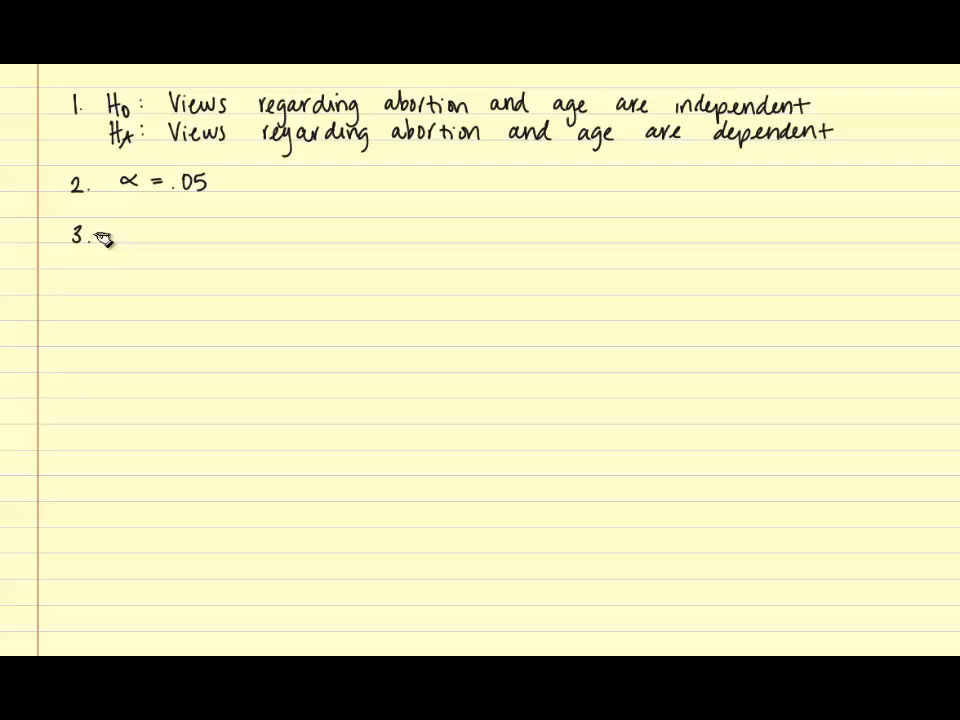 1. H₀: Views regarding abortion and age are independent
Hₐ: Views regarding abortion and age are dependent
2. α = .05
3.